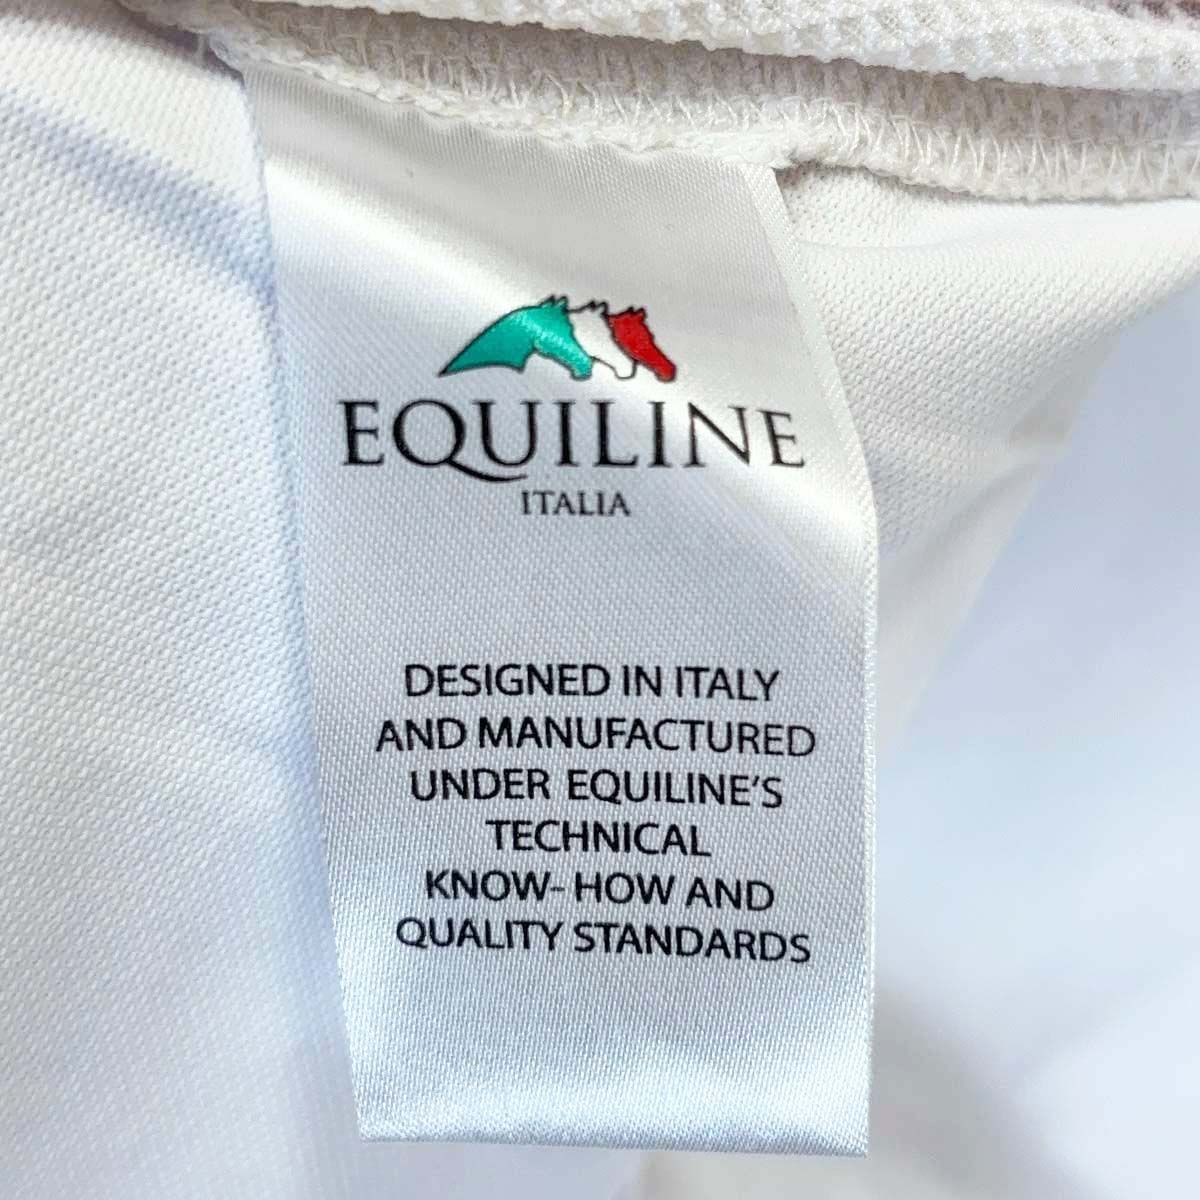 EQUILINE
ITALIA
DESIGNED IN ITALY
AND MANUFACTURED
UNDER EQUILINE'S
TECHNICAL
KNOW-HOW AND
QUALITY STANDARDS